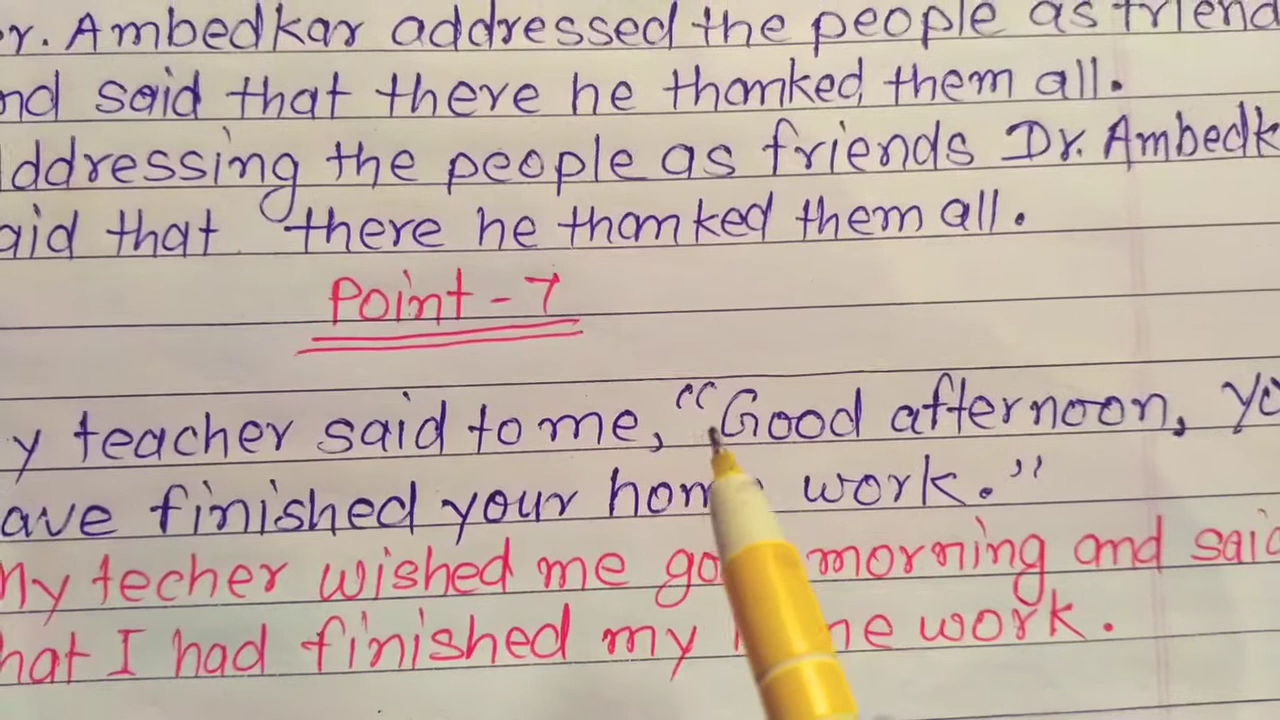 r. Ambedkar addressed the people as friend
nd said that there he thanked them all.
ddressing the people as friends Dr. Ambedk
aid that there he thanked them all.
Point - 7
y teacher said to me, "Good afternoon, yo
ave finished your home work."
My techer wished me go morning and said
hat I had finished my home work.